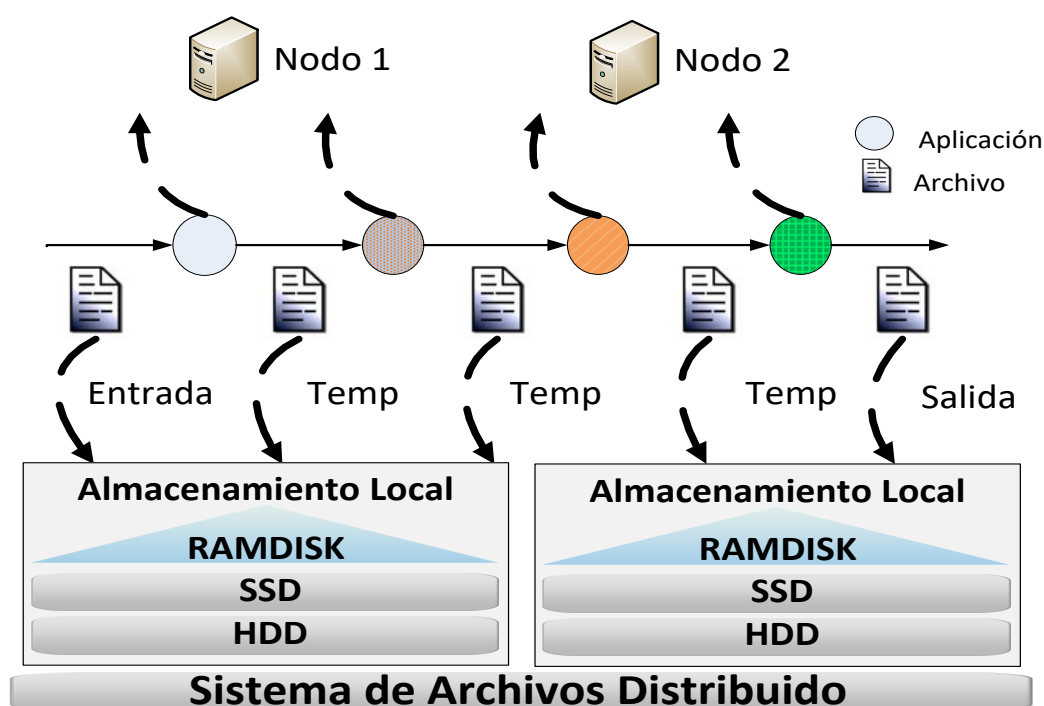 Nodo 1
Nodo 2
Aplicación
Archivo
Entrada
Temp
Temp
Temp
Salida
Almacenamiento Local
RAMDISK
SSD
HDD
Almacenamiento Local
RAMDISK
SSD
HDD
Sistema de Archivos Distribuido